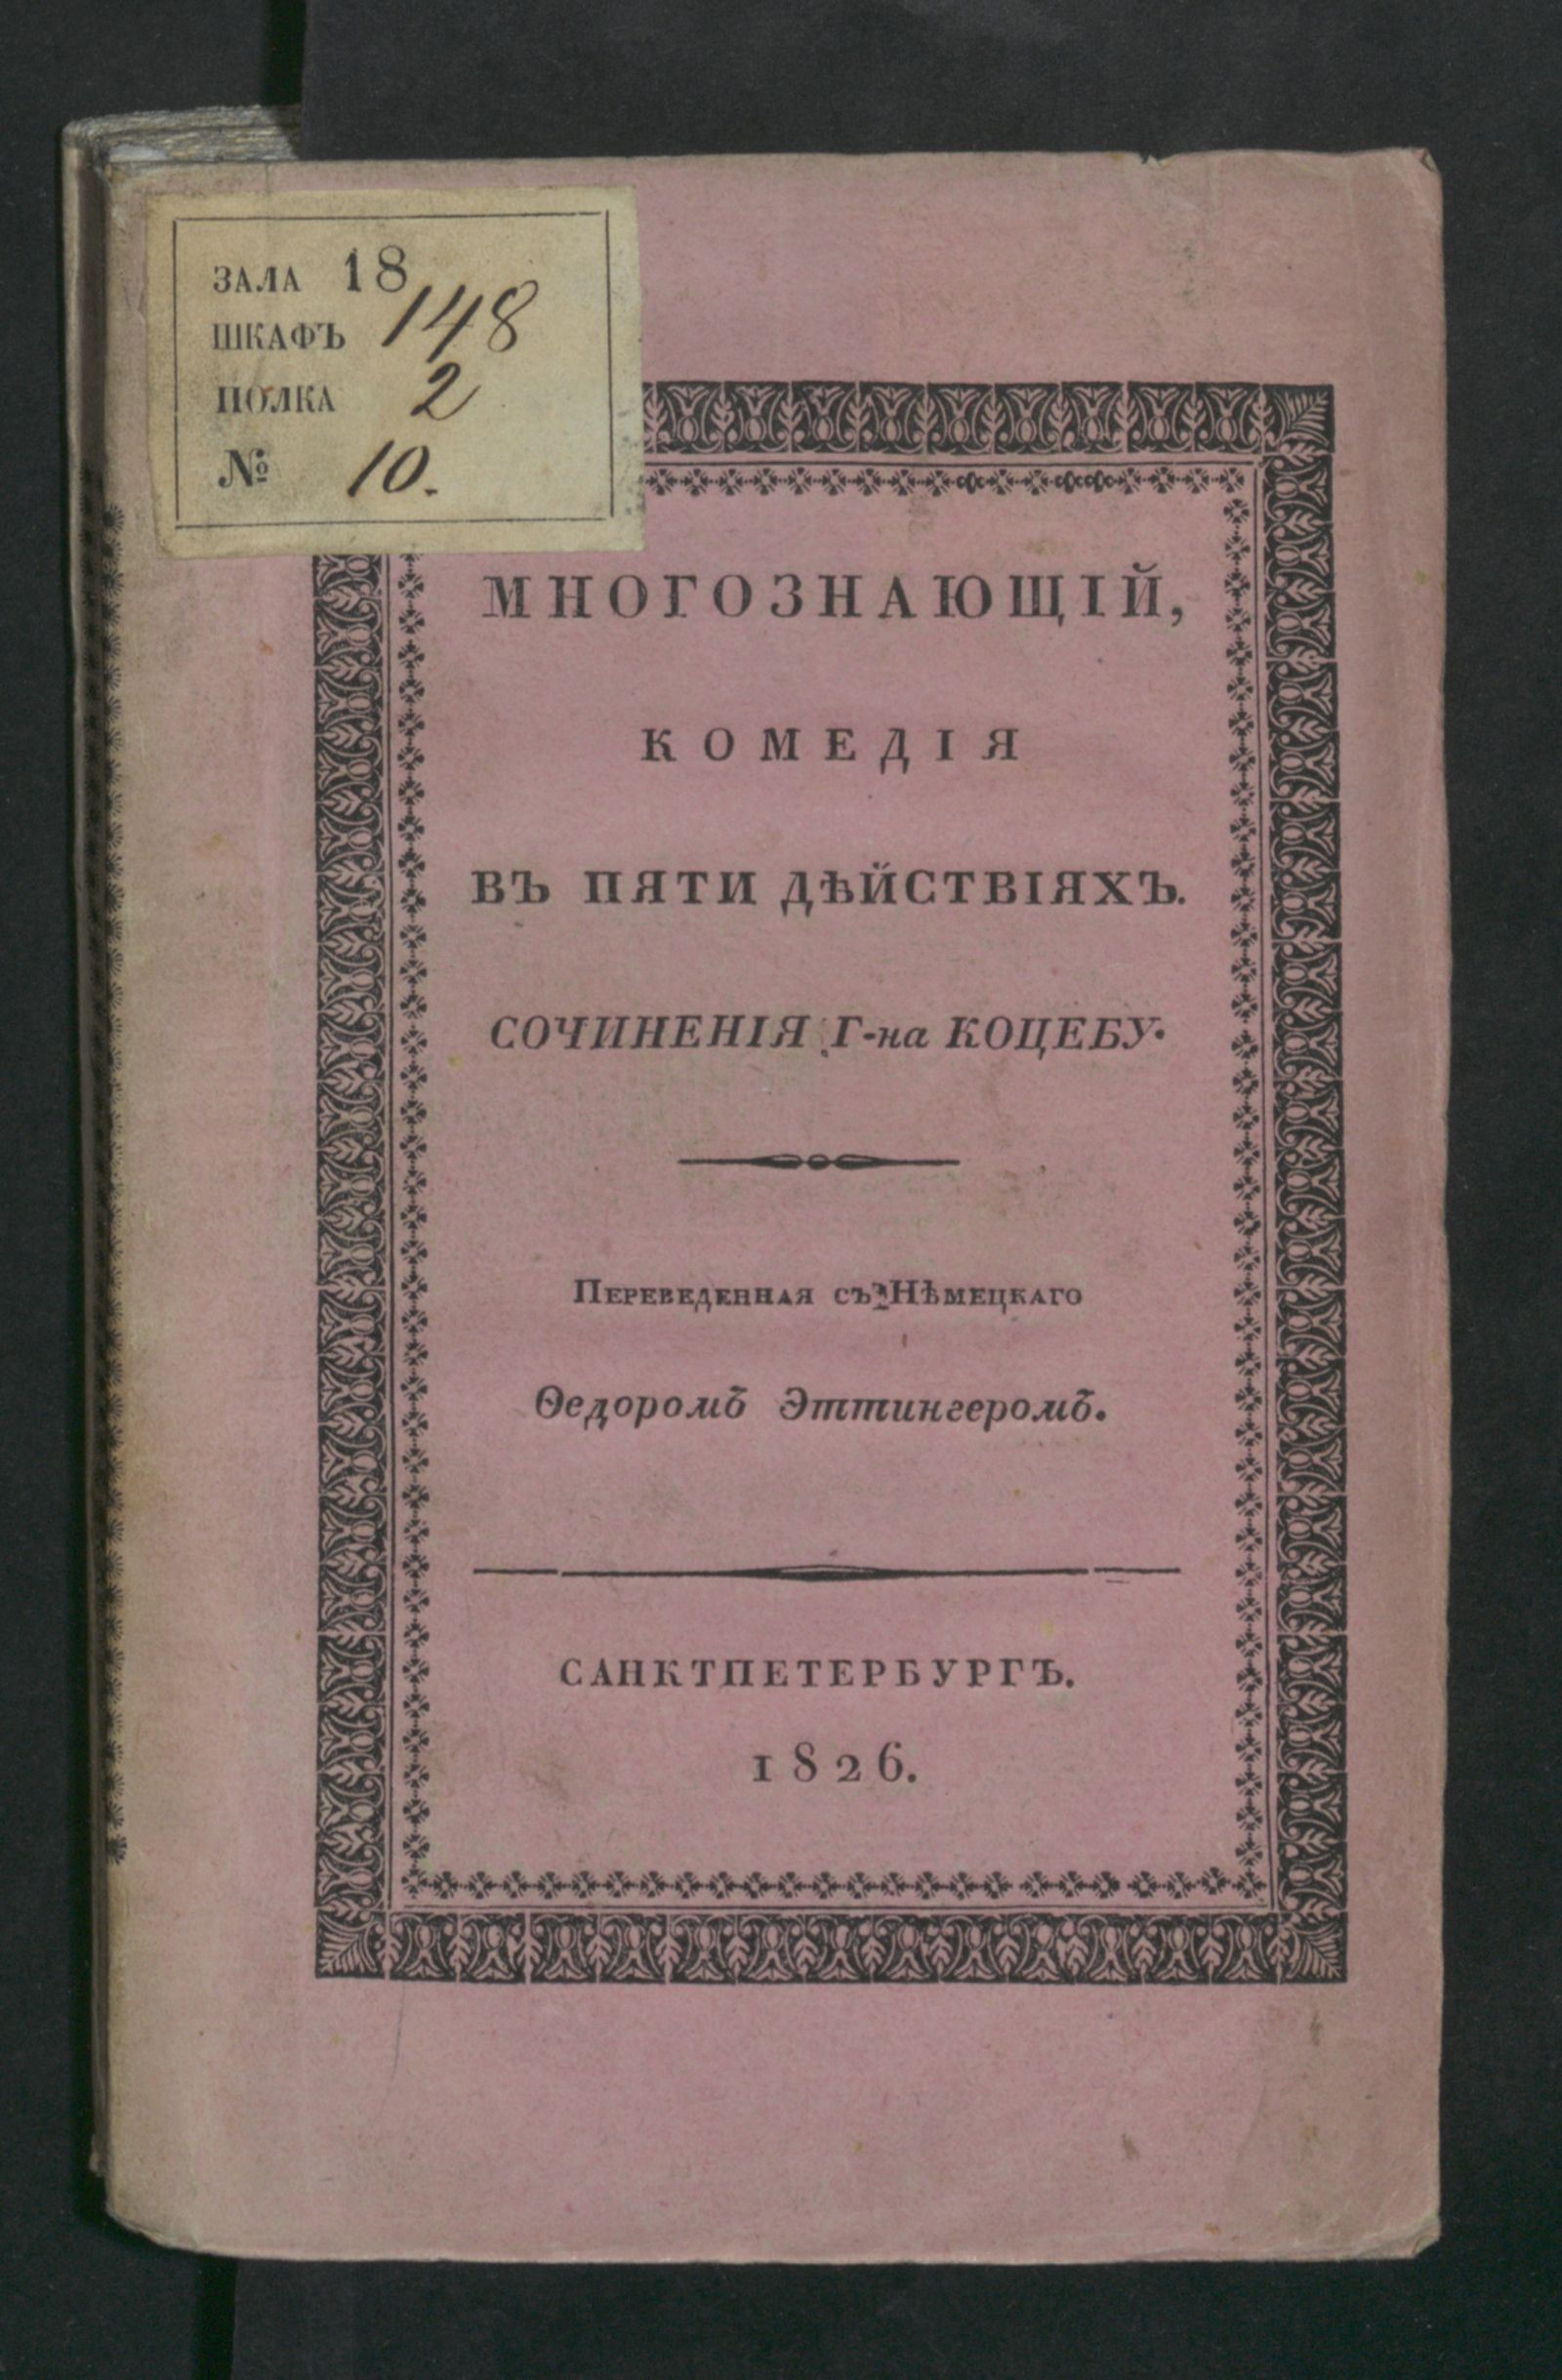 ЗАЛА 18
ШКАФЪ 148
ПОЛКА 2
№ 10.
МНОГОЗНАЮЩІЙ,
КОМЕДІЯ
ВЪ ПЯТИ ДѢЙСТВІЯХЪ.
СОЧИНЕНІЯ Г-на КОЦЕБУ.
Переведенная съ Нѣмецкаго
Ѳедоромъ Эттингеромъ.
САНКТПЕТЕРБУРГЪ.
1826.